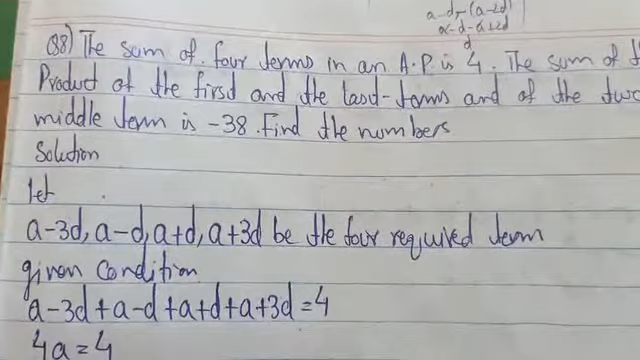 a-d-(a-2d)
a-d-a+2d
d
Q8) The sum of four terms in an A.P is 4. The sum of
Product of the first and the last-terms and of the two
middle term is -38. Find the numbers
Solution
let
a-3d, a-d, a+d, a+3d be the four required term
given Condition
a-3d+a-d+a+d+a+3d=4
4a=4